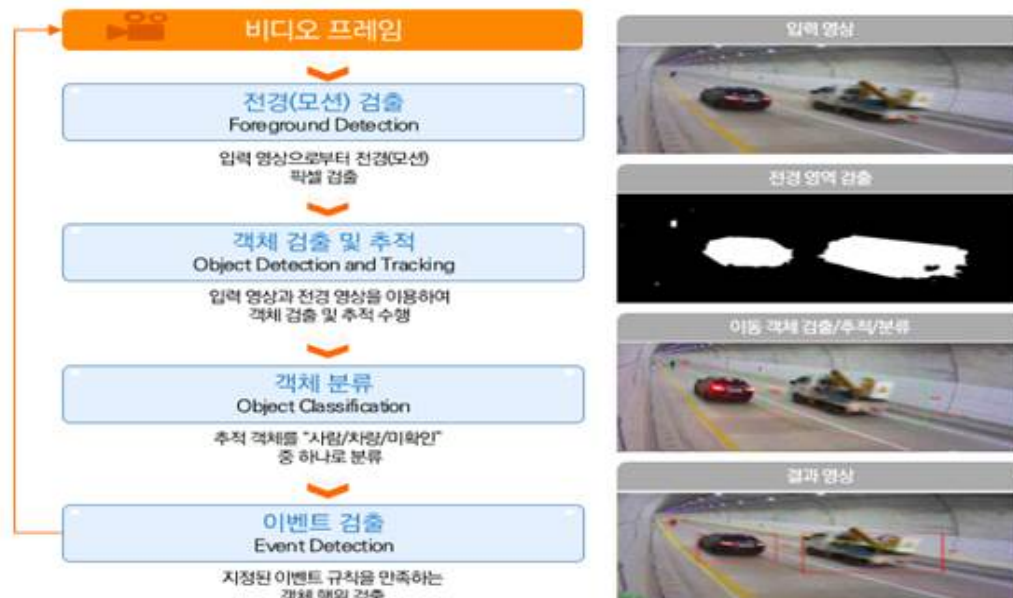 비디오 프레임
전경(모션) 검출
Foreground Detection
입력 영상으로부터 전경(모션)
픽셀 검출
객체 검출 및 추적
Object Detection and Tracking
입력 영상과 전경 영상을 이용하여
객체 검출 및 추적 수행
객체 분류
Object Classification
추적 객체를 "사람/차량/미확인"
중 하나로 분류
이벤트 검출
Event Detection
지정된 이벤트 규칙을 만족하는
객체 행위 검출
입력 영상
전경 영역 검출
이동 객체 검출/추적/분류
결과 영상